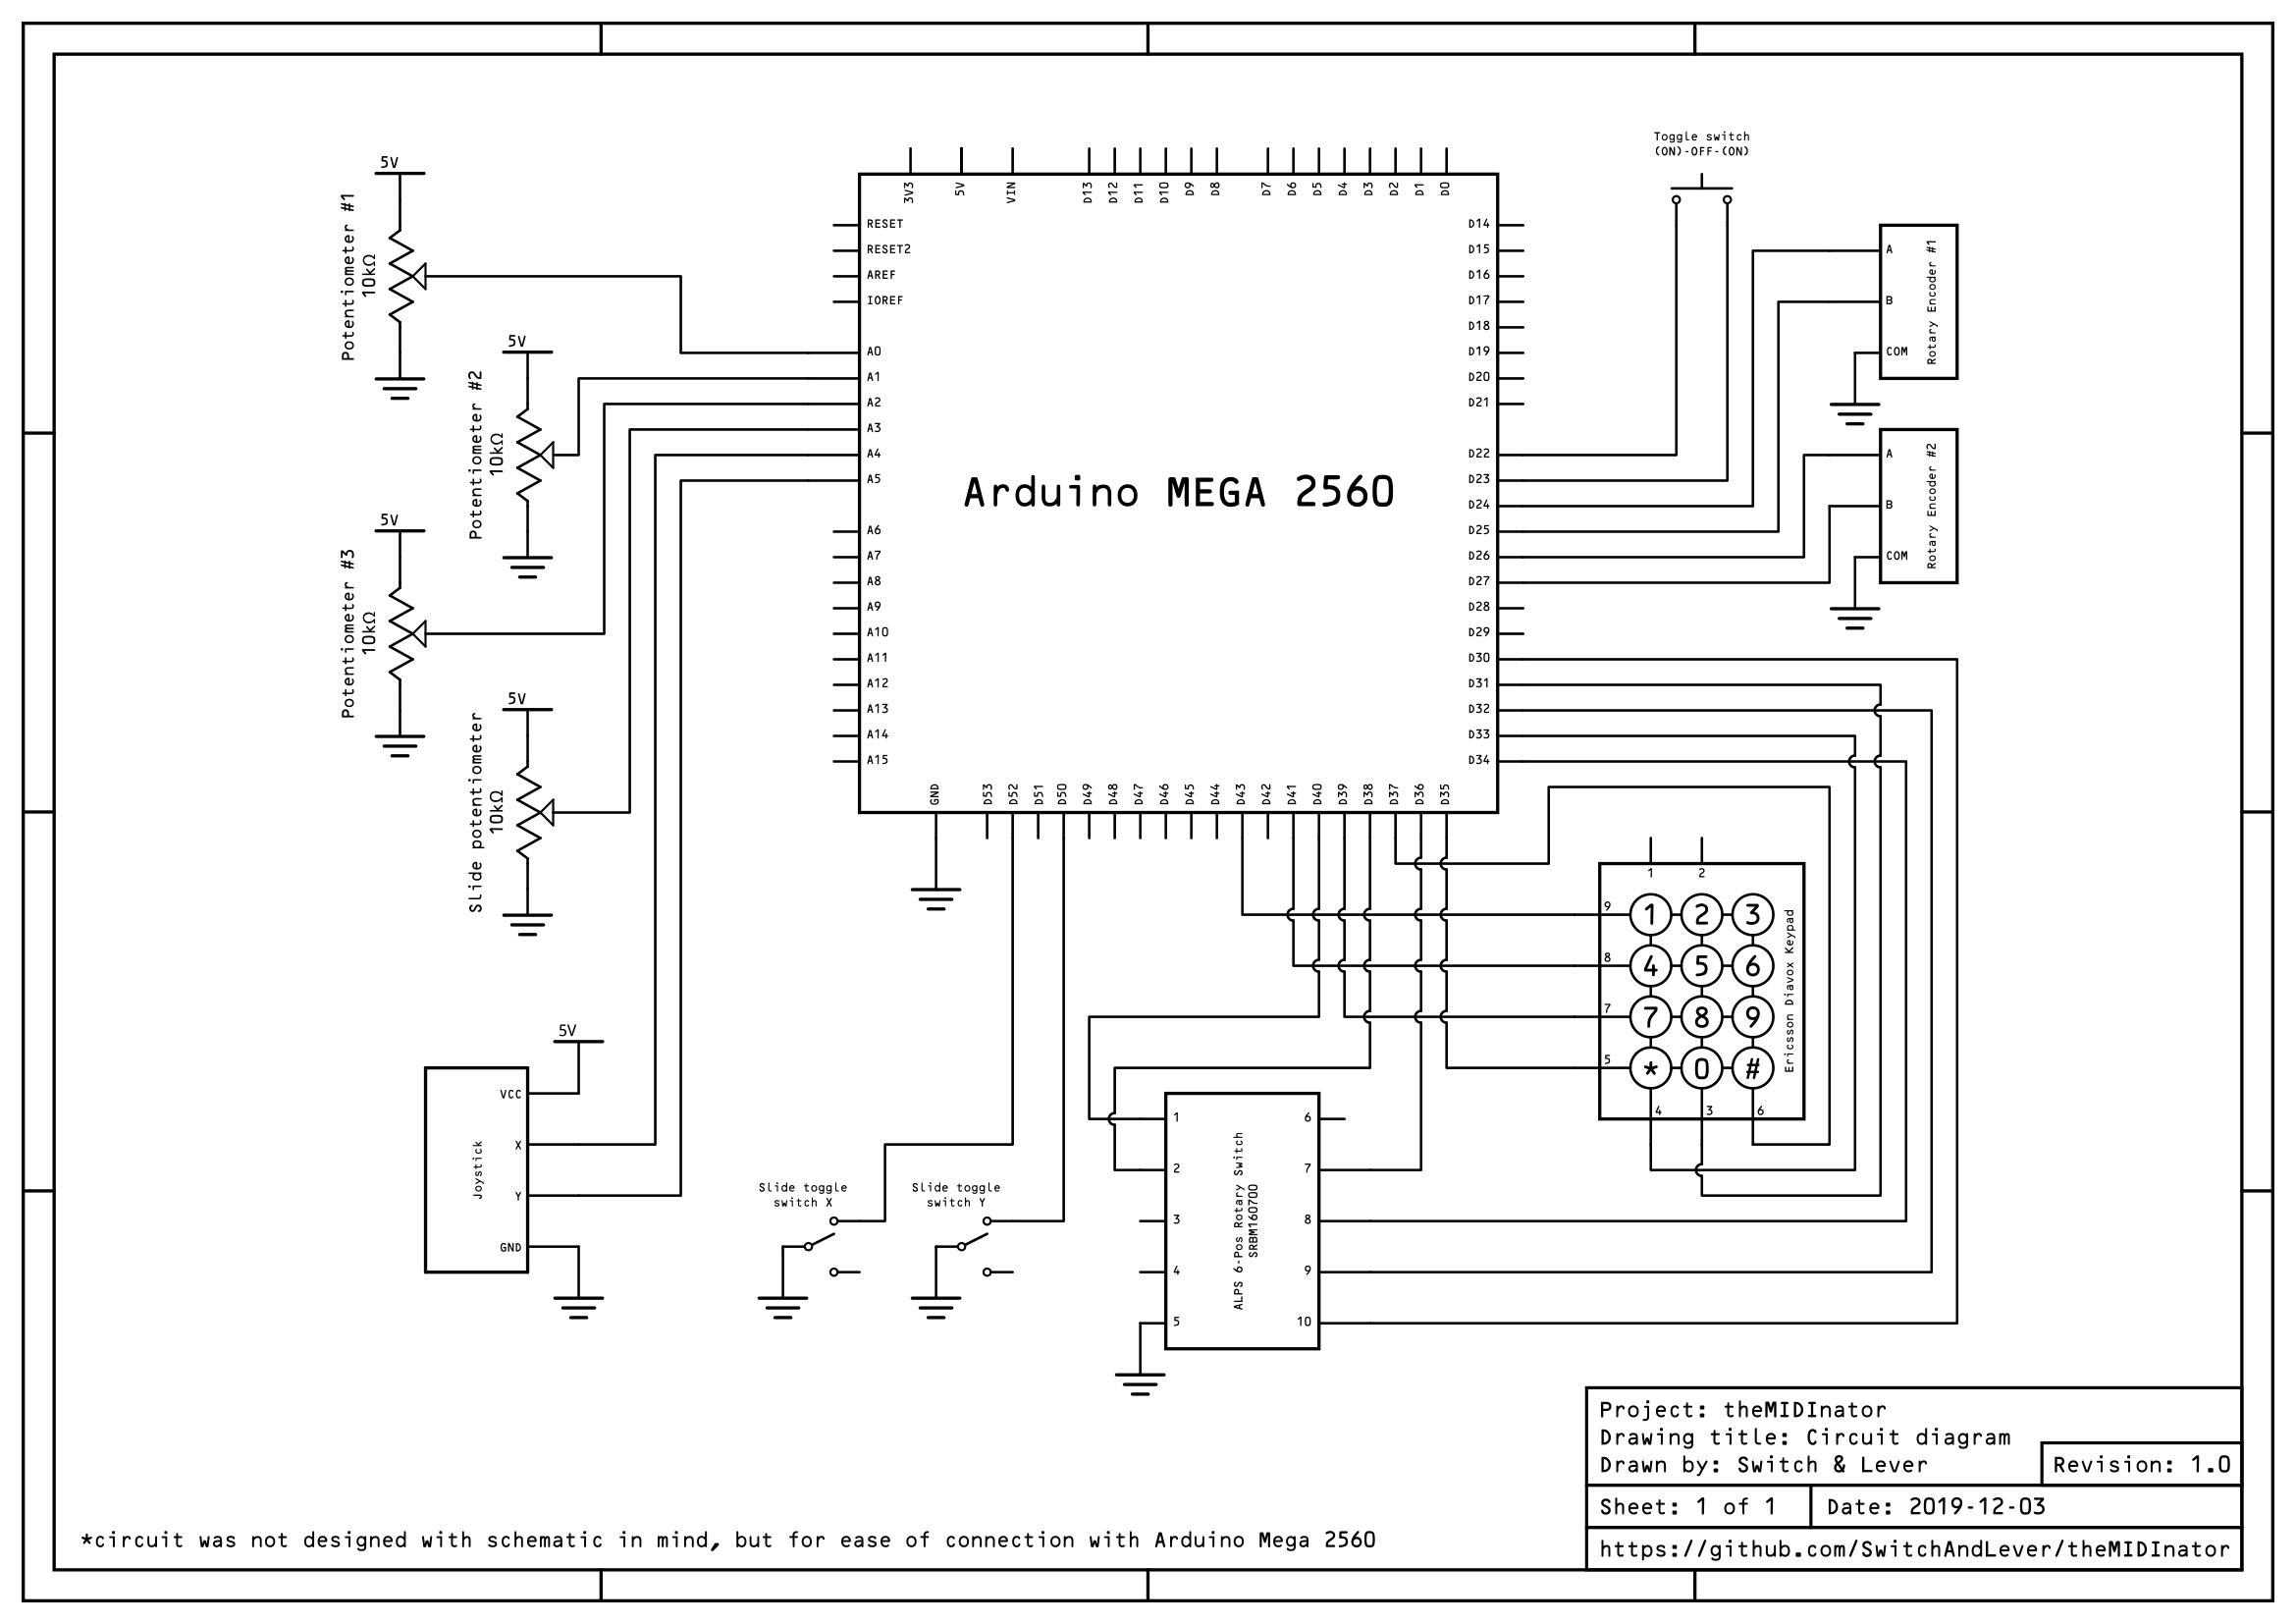 Toggle switch
(ON)-OFF-(ON)
5V
Potentiometer #1
10kΩ
5V
Potentiometer #2
10kΩ
5V
Potentiometer #3
10kΩ
5V
Slide potentiometer
10kΩ
3V3
5V
VIN
D13
D12
D11
D10
D9
D8
D7
D6
D5
D4
D3
D2
D1
D0
RESET
RESET2
AREF
IOREF
A0
A1
A2
A3
A4
A5
A6
A7
A8
A9
A10
A11
A12
A13
A14
A15
Arduino MEGA 2560
D14
D15
D16
D17
D18
D19
D20
D21
D22
D23
D24
D25
D26
D27
D28
D29
D30
D31
D32
D33
D34
GND
D53
D52
D51
D50
D49
D48
D47
D46
D45
D44
D43
D42
D41
D40
D39
D38
D37
D36
D35
A
B
COM
Rotary Encoder #1
A
B
COM
Rotary Encoder #2
1
2
9
1 2 3
8
4 5 6
7
7 8 9
5
* 0 #
4
3
6
Ericsson Diavox Keypad
5V
VCC
X
Y
GND
Joystick
Slide toggle
switch X
Slide toggle
switch Y
1
2
3
4
5
ALPS 6-Pos Rotary Switch
SRBM160700
6
7
8
9
10
Project: theMIDInator
Drawing title: Circuit diagram
Drawn by: Switch & Lever
Revision: 1.0
Sheet: 1 of 1
Date: 2019-12-03
https://github.com/SwitchAndLever/theMIDInator
*circuit was not designed with schematic in mind, but for ease of connection with Arduino Mega 2560